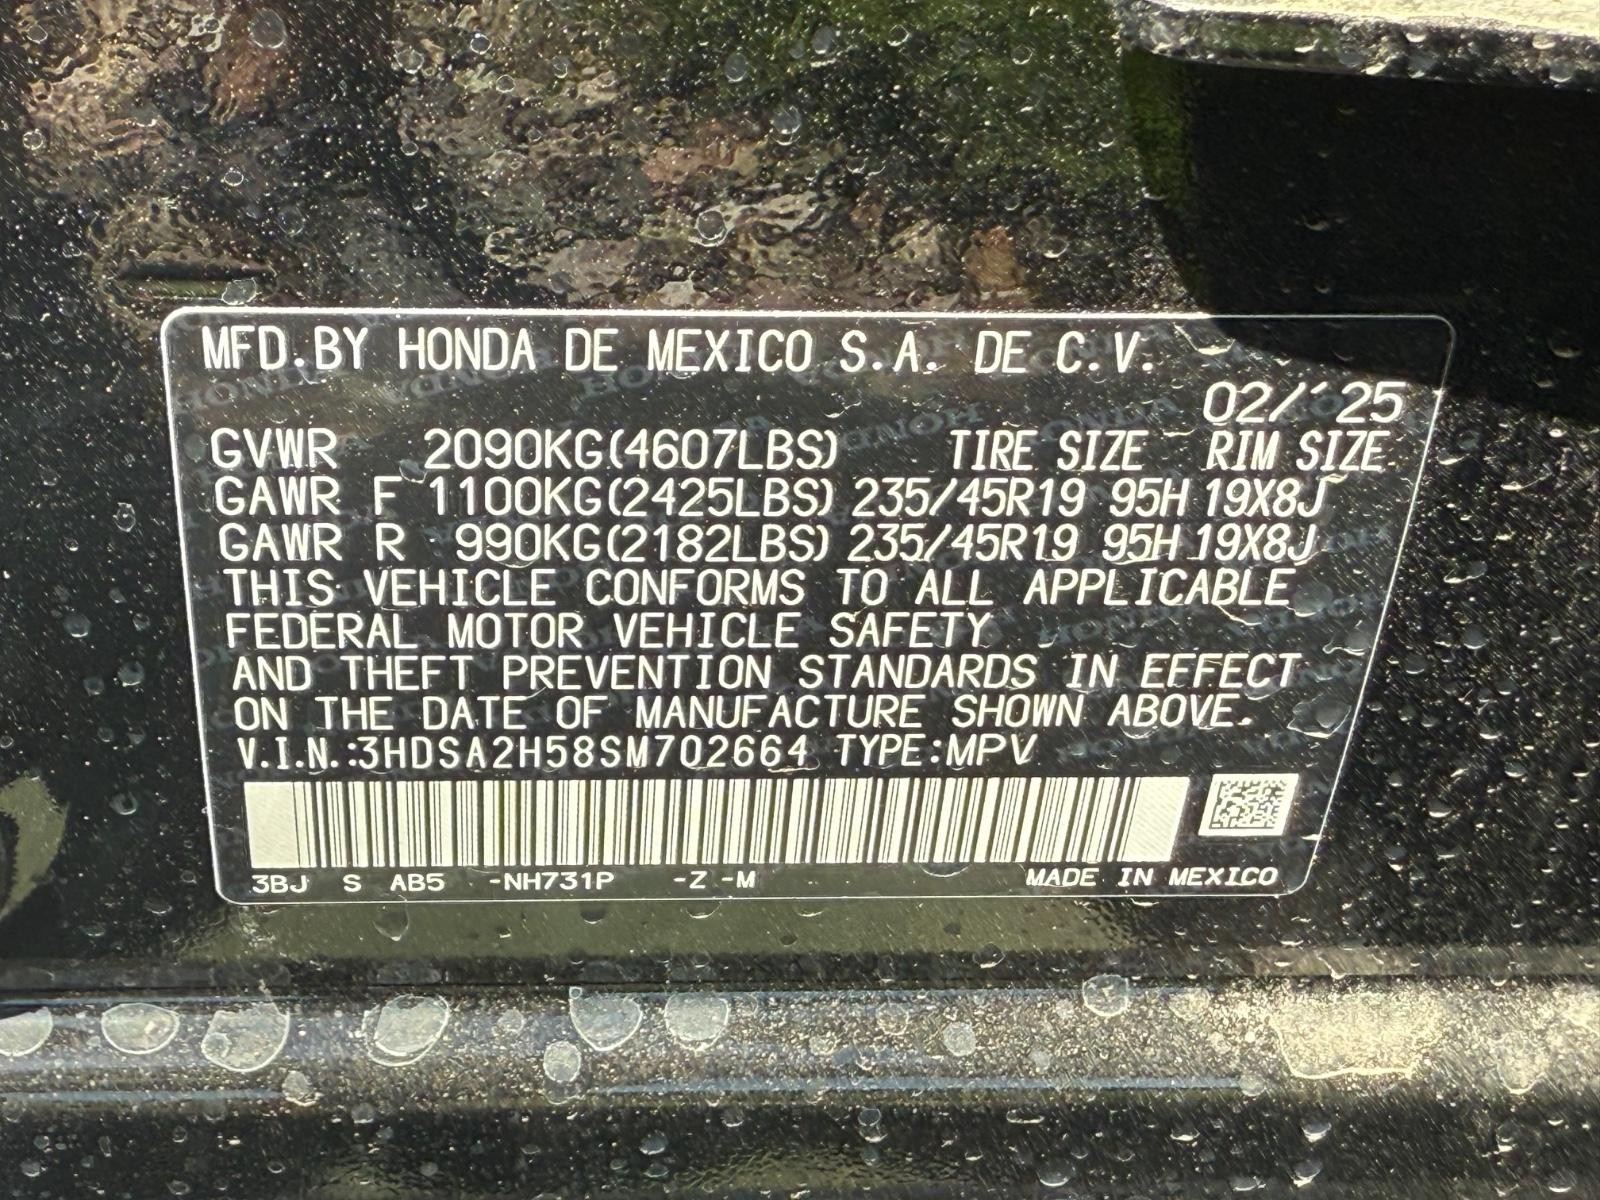 MFD.BY HONDA DE MEXICO S.A. DE C.V.
02/'25
GVWR 2090KG(4607LBS) TIRE SIZE RIM SIZE
GAWR F 1100KG(2425LBS) 235/45R19 95H 19X8J
GAWR R 990KG(2182LBS) 235/45R19 95H 19X8J
THIS VEHICLE CONFORMS TO ALL APPLICABLE
FEDERAL MOTOR VEHICLE SAFETY
AND THEFT PREVENTION STANDARDS IN EFFECT
ON THE DATE OF MANUFACTURE SHOWN ABOVE.
V.I.N.:3HDSA2H58SM702664 TYPE:MPV
3BJ S AB5 -NH731P -Z -M MADE IN MEXICO